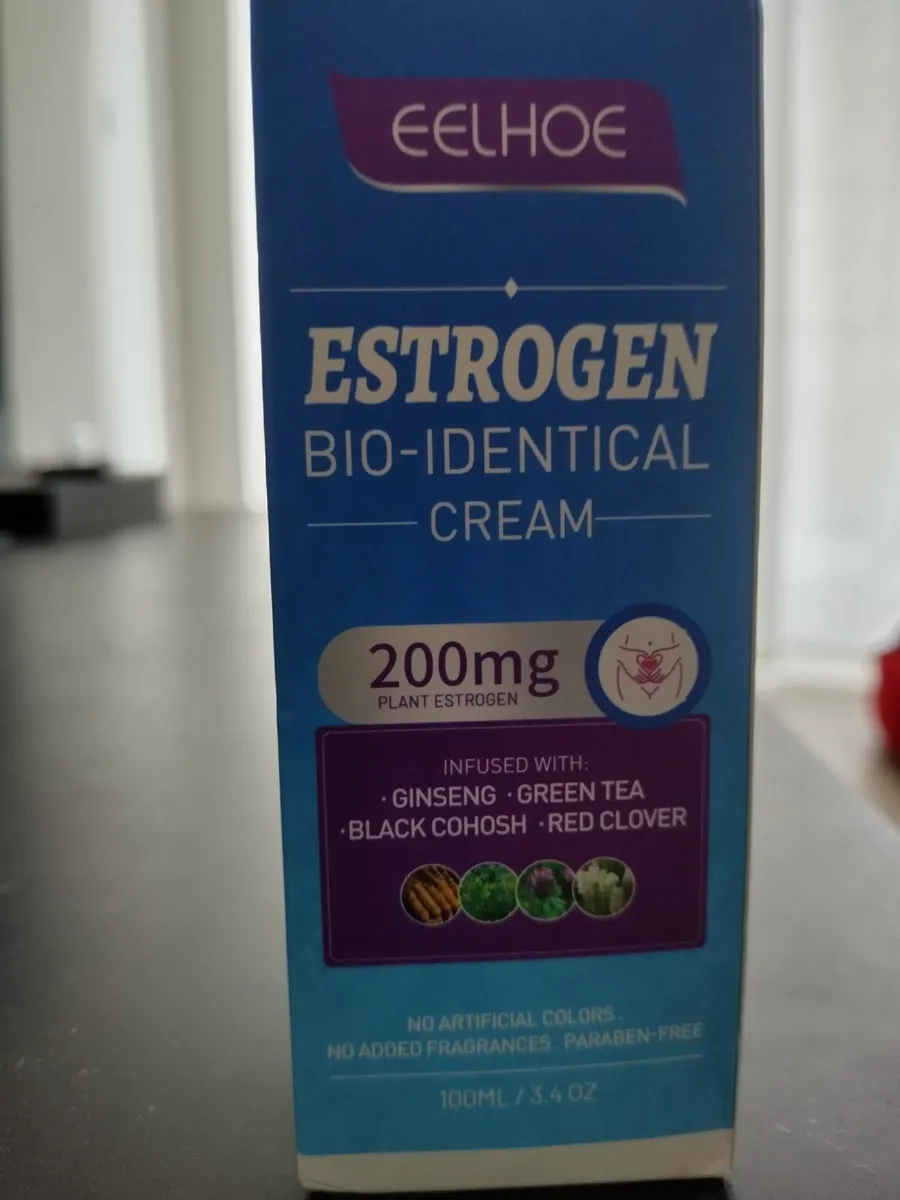 EELHOE
ESTROGEN
BIO-IDENTICAL
CREAM
200mg
PLANT ESTROGEN
INFUSED WITH:
· GINSENG · GREEN TEA
· BLACK COHOSH · RED CLOVER
NO ARTIFICIAL COLORS .
NO ADDED FRAGRANCES . PARABEN-FREE
100ML / 3.4 OZ